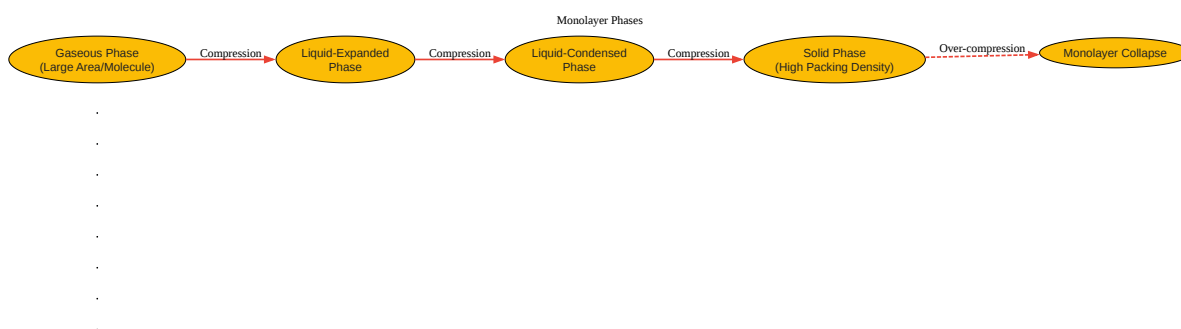 Monolayer Phases
Gaseous Phase
(Large Area/Molecule)
Compression
Liquid-Expanded
Phase
Compression
Liquid-Condensed
Phase
Compression
Solid Phase
(High Packing Density)
Over-compression
Monolayer Collapse